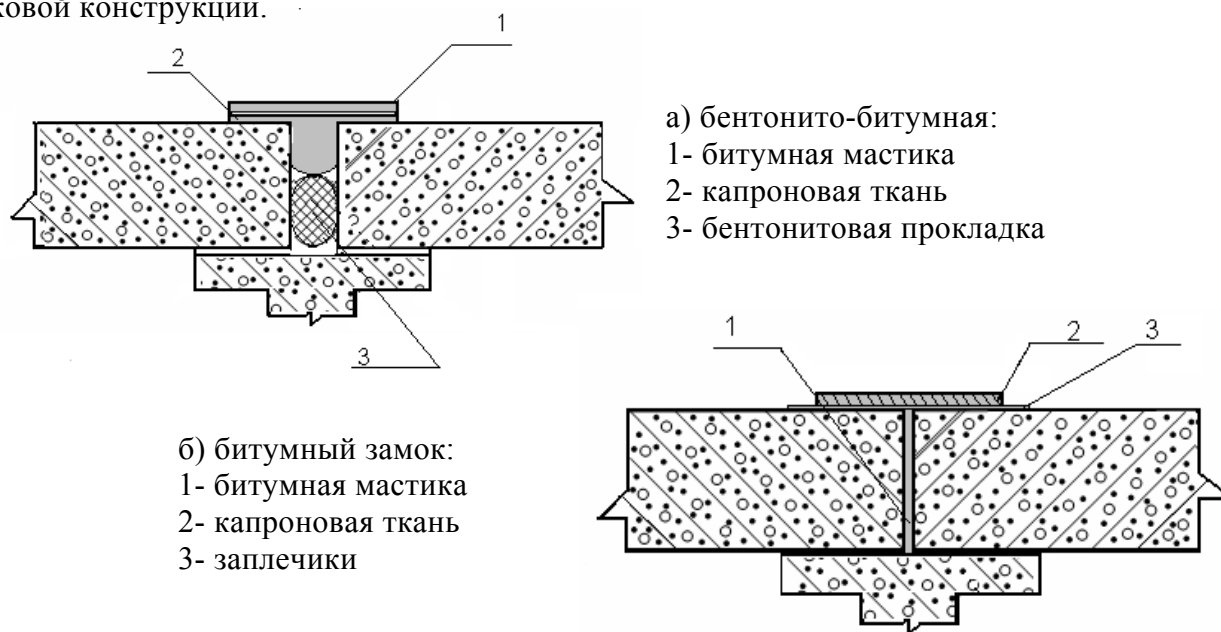 ковой конструкции.
1
2
3
а) бентонито-битумная:
1- битумная мастика
2- капроновая ткань
3- бентонитовая прокладка
1
2
3
б) битумный замок:
1- битумная мастика
2- капроновая ткань
3- заплечики